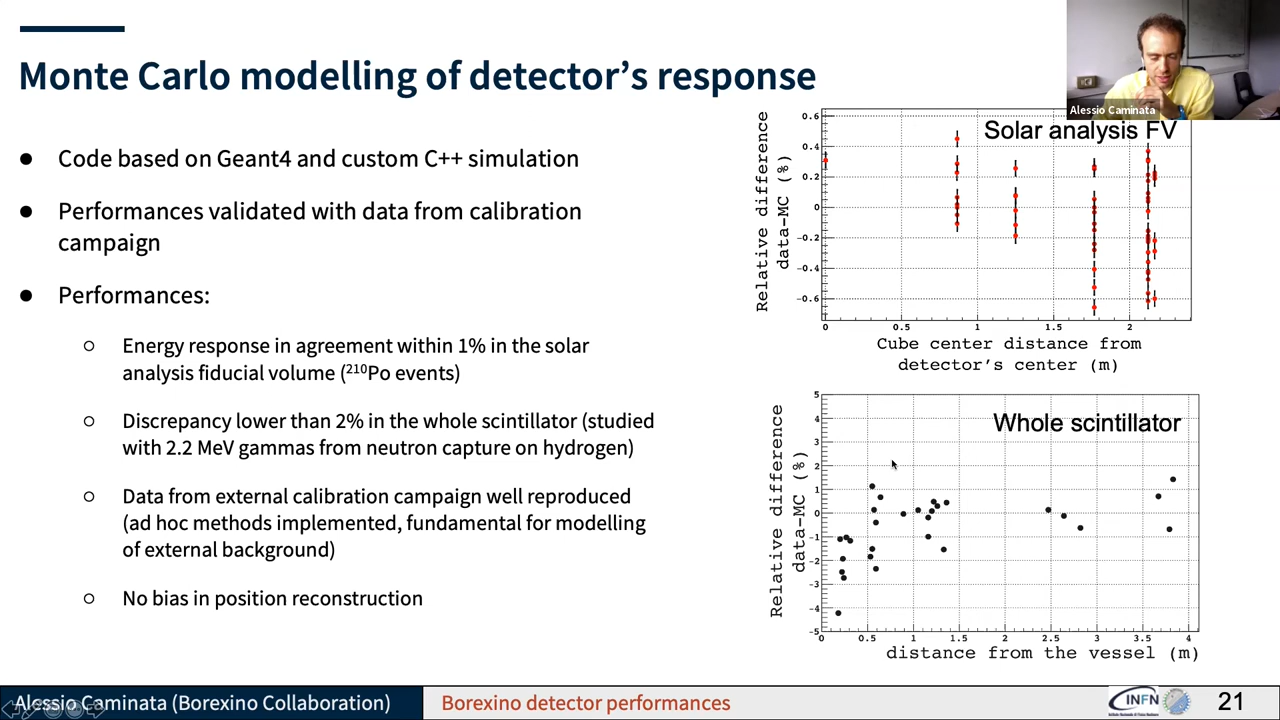 Monte Carlo modelling of detector's response
Alessio Caminata
● Code based on Geant4 and custom C++ simulation
● Performances validated with data from calibration
campaign
● Performances:
○ Energy response in agreement within 1% in the solar
analysis fiducial volume (²¹⁰Po events)
○ Discrepancy lower than 2% in the whole scintillator (studied
with 2.2 MeV gammas from neutron capture on hydrogen)
○ Data from external calibration campaign well reproduced
(ad hoc methods implemented, fundamental for modelling
of external background)
○ No bias in position reconstruction
Solar analysis FV
Relative difference
data-MC (%)
0.6
0.4
0.2
0
-0.2
-0.4
-0.6
0 0.5 1 1.5 2
Cube center distance from
detector's center (m)
Whole scintillator
Relative difference
data-MC (%)
5
4
3
2
1
0
-1
-2
-3
-4
-5
0 0.5 1 1.5 2 2.5 3 3.5 4
distance from the vessel (m)
Alessio Caminata (Borexino Collaboration)
Borexino detector performances
INFN
21